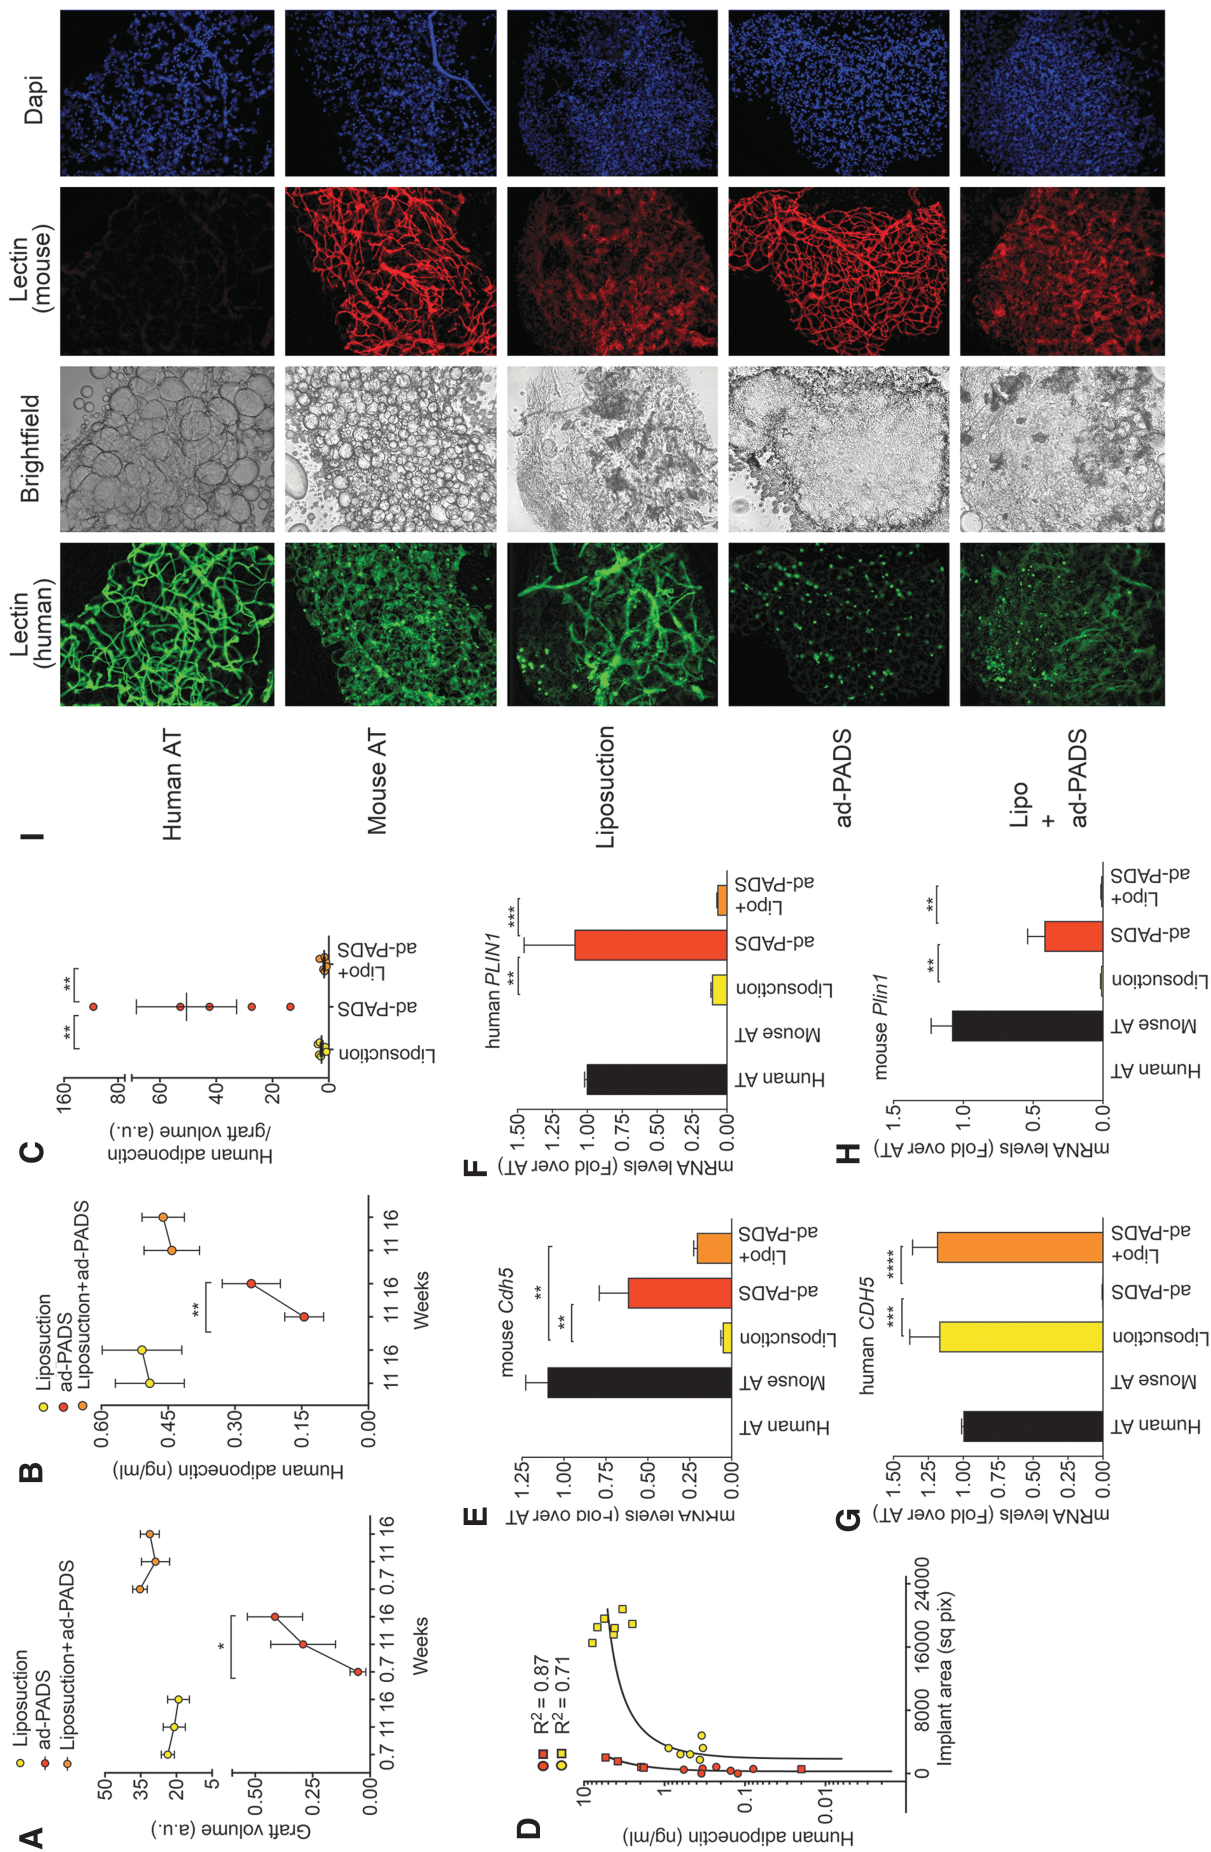 A
Liposuction
ad-PADS
Liposuction+ad-PADS
Graft volume (a.u.)
50
35
20
5
0.50
0.25
0.00
*
0.7 11 16
0.7 11 16
0.7 11 16
Weeks
B
Liposuction
ad-PADS
Liposuction+ad-PADS
Human adiponectin (ng/ml)
0.60
0.45
0.30
0.15
0.00
**
11 16
11 16
11 16
Weeks
C
Human adiponectin
/graft volume (a.u.)
160
80
60
40
20
0
**
**
Liposuction
ad-PADS
Lipo+
ad-PADS
D
Human adiponectin (ng/ml)
10
1
0.1
0.01
R2 = 0.87
R2 = 0.71
0
8000
16000
24000
Implant area (sq pix)
E
mouse Cdh5
mRNA levels (Fold over AT)
1.25
1.00
0.75
0.50
0.25
0.00
**
**
Human AT
Mouse AT
Liposuction
ad-PADS
Lipo+
ad-PADS
F
human PLIN1
mRNA levels (Fold over AT)
1.50
1.25
1.00
0.75
0.50
0.25
0.00
**
***
Human AT
Mouse AT
Liposuction
ad-PADS
Lipo+
ad-PADS
G
human CDH5
mRNA levels (Fold over AT)
1.50
1.25
1.00
0.75
0.50
0.25
0.00
***
****
Human AT
Mouse AT
Liposuction
ad-PADS
Lipo+
ad-PADS
H
mouse Plin1
mRNA levels (Fold over AT)
1.5
1.0
0.5
0.0
**
**
Human AT
Mouse AT
Liposuction
ad-PADS
Lipo+
ad-PADS
I
Lectin
(human)
Brightfield
Lectin
(mouse)
Dapi
Human AT
Mouse AT
Liposuction
ad-PADS
Lipo
+
ad-PADS